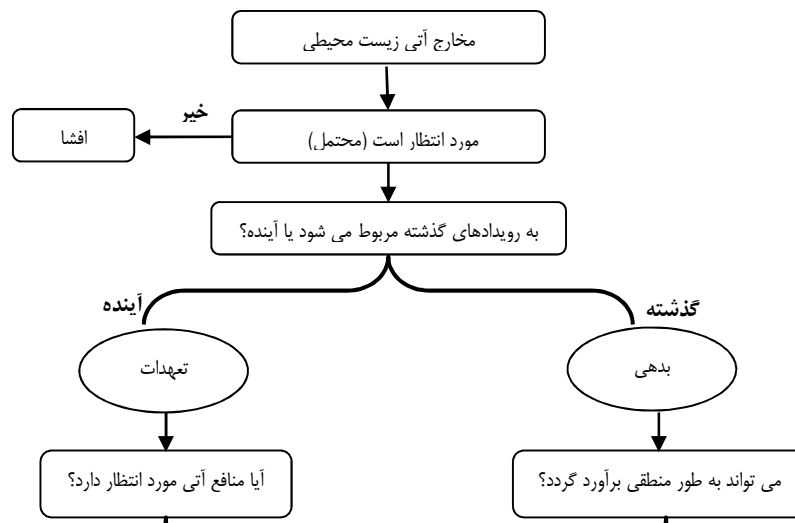 مخارج آتی زیست محیطی
خیر
مورد انتظار است (محتمل)
افشا
به رویدادهای گذشته مربوط می شود یا آینده؟
گذشته
آینده
بدهی
تعهدات
می تواند به طور منطقی برآورد گردد؟
آیا منافع آتی مورد انتظار دارد؟